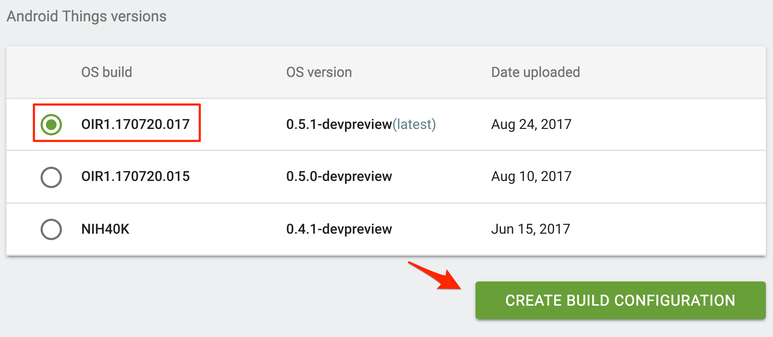 Android Things versions
OS build OS version Date uploaded
OIR1.170720.017 0.5.1-devpreview(latest) Aug 24, 2017
OIR1.170720.015 0.5.0-devpreview Aug 10, 2017
NIH40K 0.4.1-devpreview Jun 15, 2017
CREATE BUILD CONFIGURATION